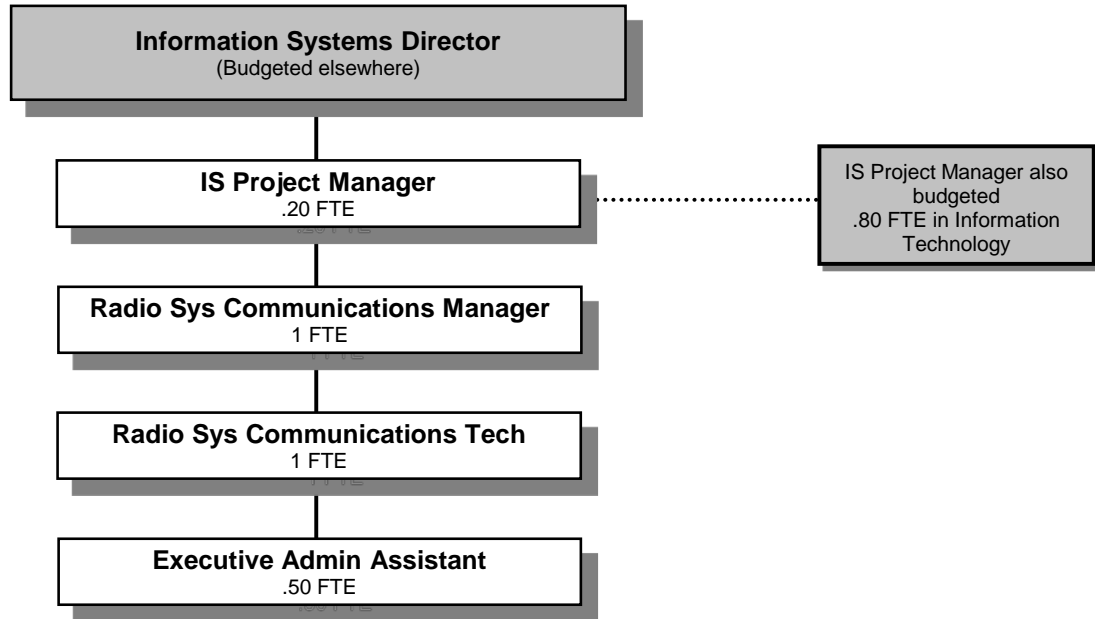 Information Systems Director
(Budgeted elsewhere)
IS Project Manager
.20 FTE
IS Project Manager also
budgeted
.80 FTE in Information
Technology
Radio Sys Communications Manager
1 FTE
Radio Sys Communications Tech
1 FTE
Executive Admin Assistant
.50 FTE